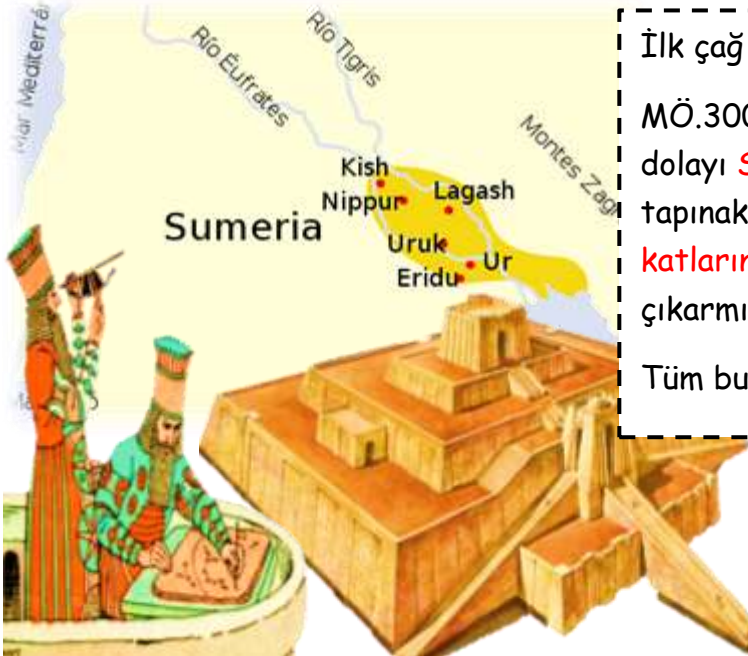 Mar Mediterrá
Río Éufrates
Río Tigris
Montes Zag
Kish
Nippur
Lagash
Sumeria
Uruk
Ur
Eridu
İlk çağ
MÖ.300
dolayı S
tapınak
katların
çıkarmı
Tüm bu